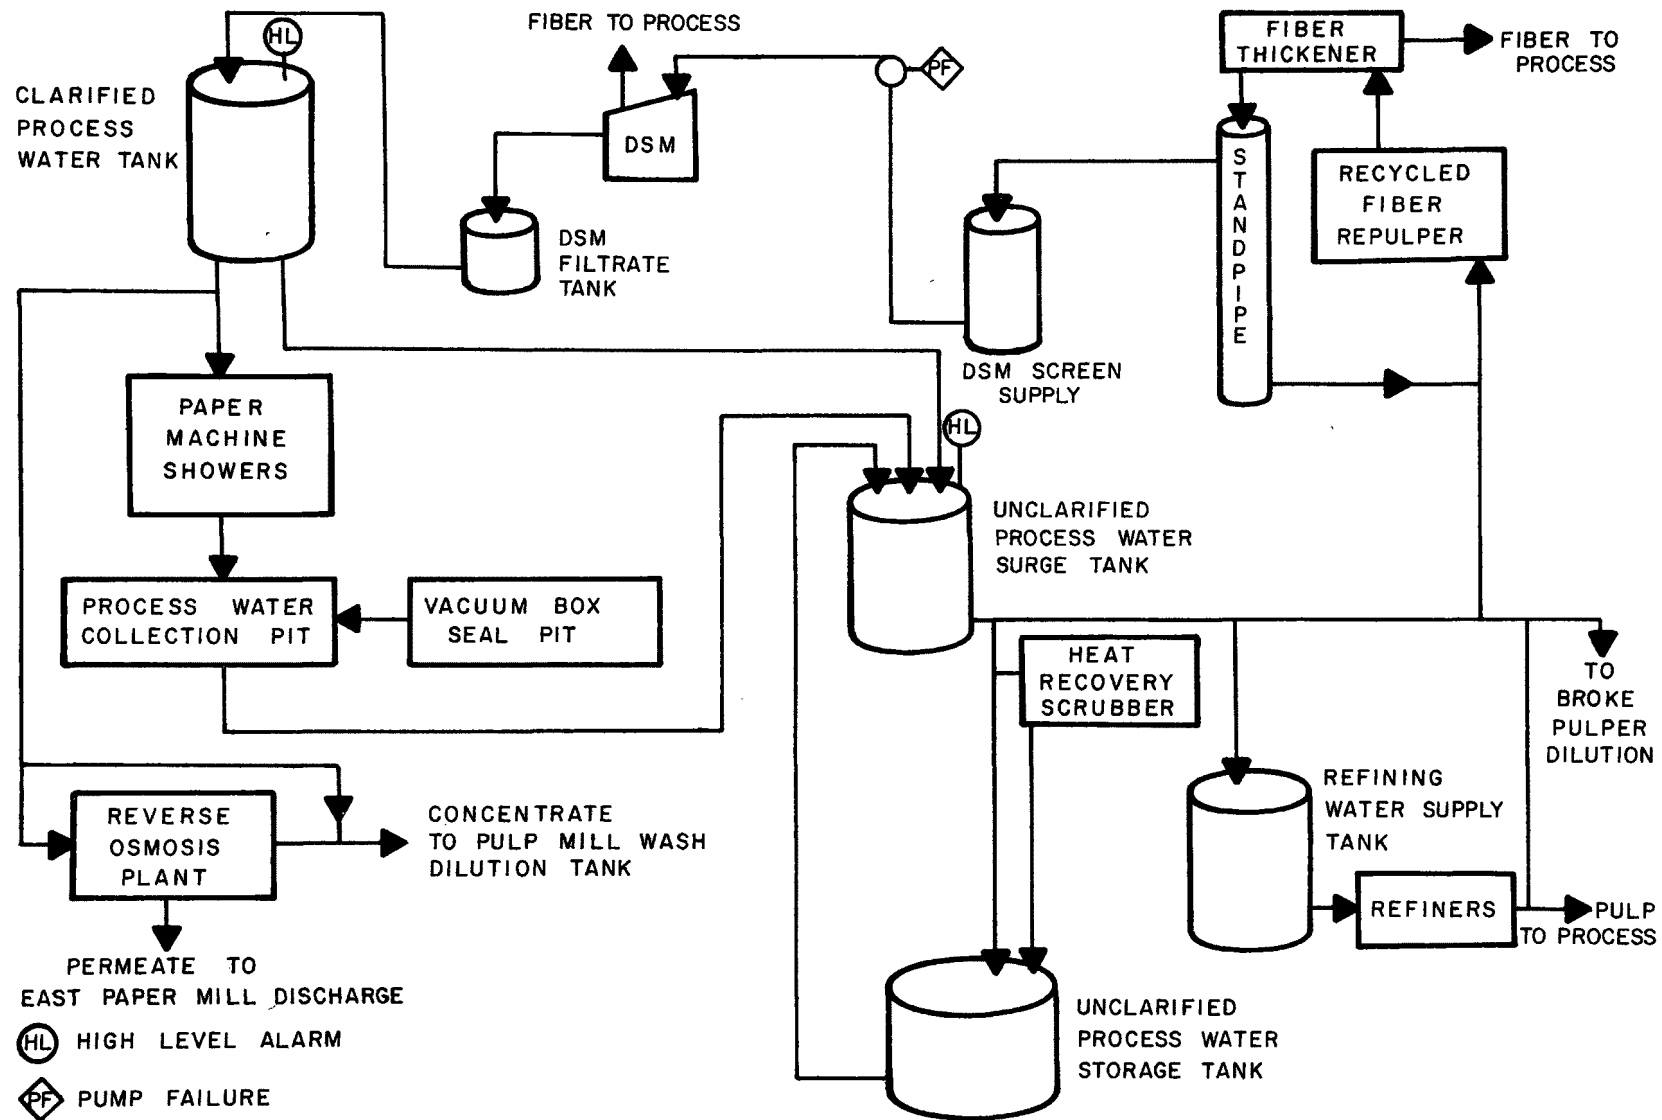 FIBER TO PROCESS
HL
PF
FIBER
THICKENER
FIBER TO
PROCESS
CLARIFIED
PROCESS
WATER TANK
DSM
STANDPIPE
RECYCLED
FIBER
REPULPER
DSM
FILTRATE
TANK
DSM SCREEN
SUPPLY
PAPER
MACHINE
SHOWERS
HL
UNCLARIFIED
PROCESS WATER
SURGE TANK
PROCESS WATER
COLLECTION PIT
VACUUM BOX
SEAL PIT
HEAT
RECOVERY
SCRUBBER
TO
BROKE
PULPER
DILUTION
REFINING
WATER SUPPLY
TANK
REVERSE
OSMOSIS
PLANT
CONCENTRATE
TO PULP MILL WASH
DILUTION TANK
REFINERS
PULP
TO PROCESS
PERMEATE TO
EAST PAPER MILL DISCHARGE
UNCLARIFIED
PROCESS WATER
STORAGE TANK
HL HIGH LEVEL ALARM
PF PUMP FAILURE